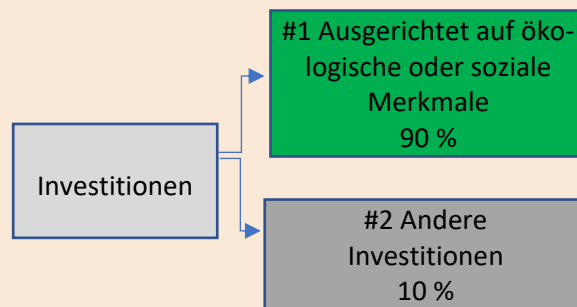 #1 Ausgerichtet auf öko-
logische oder soziale
Merkmale
90 %
Investitionen
#2 Andere
Investitionen
10 %